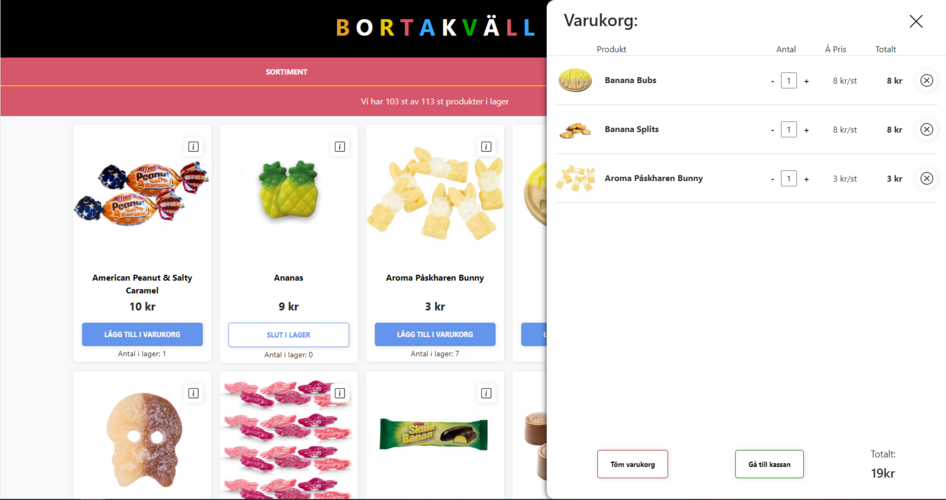 BORTAKVÄLL
SORTIMENT
Vi har 103 st av 113 st produkter i lager
i
i
i
American Peanut & Salty
Caramel
10 kr
LÄGG TILL I VARUKORG
Antal i lager: 1
Ananas
9 kr
SLUT I LAGER
Antal i lager: 0
Aroma Påskharen Bunny
3 kr
LÄGG TILL I VARUKORG
Antal i lager: 7
i
i
i
Varukorg:
Produkt Antal Á Pris Totalt
Banana Bubs - 1 + 8 kr/st 8 kr
Banana Splits - 1 + 8 kr/st 8 kr
Aroma Påskharen Bunny - 1 + 3 kr/st 3 kr
Töm varukorg
Gå till kassan
Totalt:
19kr